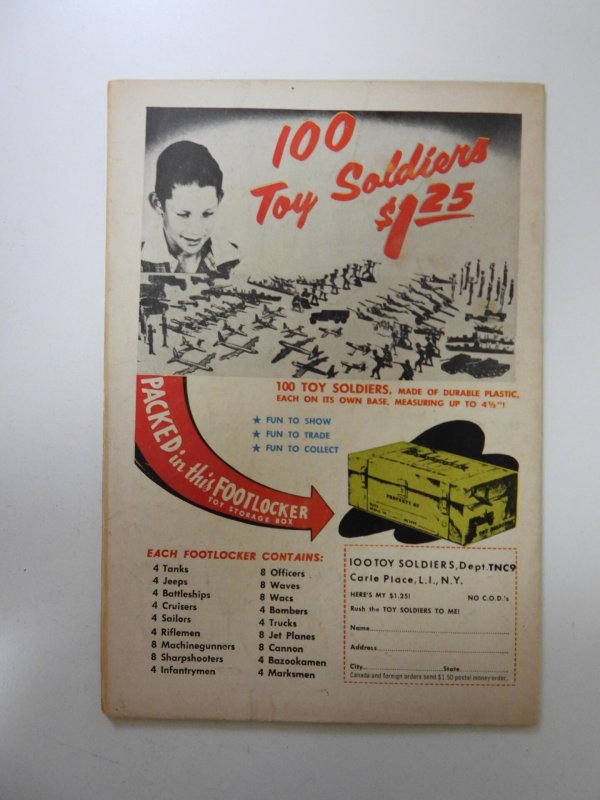 100
Toy Soldiers
$1.25
100 TOY SOLDIERS, MADE OF DURABLE PLASTIC,
EACH ON ITS OWN BASE, MEASURING UP TO 4½"!
★ FUN TO SHOW
★ FUN TO TRADE
★ FUN TO COLLECT
PACKED in this FOOTLOCKER
TOY STORAGE BOX
PROPERTY OF
EACH FOOTLOCKER CONTAINS:
4 Tanks
4 Jeeps
4 Battleships
4 Cruisers
4 Sailors
4 Riflemen
8 Machinegunners
8 Sharpshooters
4 Infantrymen
8 Officers
8 Waves
8 Wacs
4 Bombers
4 Trucks
8 Jet Planes
8 Cannon
4 Bazookamen
4 Marksmen
100 TOY SOLDIERS, Dept. TNC9
Carle Place, L.I., N.Y.
HERE'S MY $1.25! NO C.O.D.'s
Rush the TOY SOLDIERS TO ME!
Name
Address
City State
Canada and foreign orders send $1.50 postal money order.